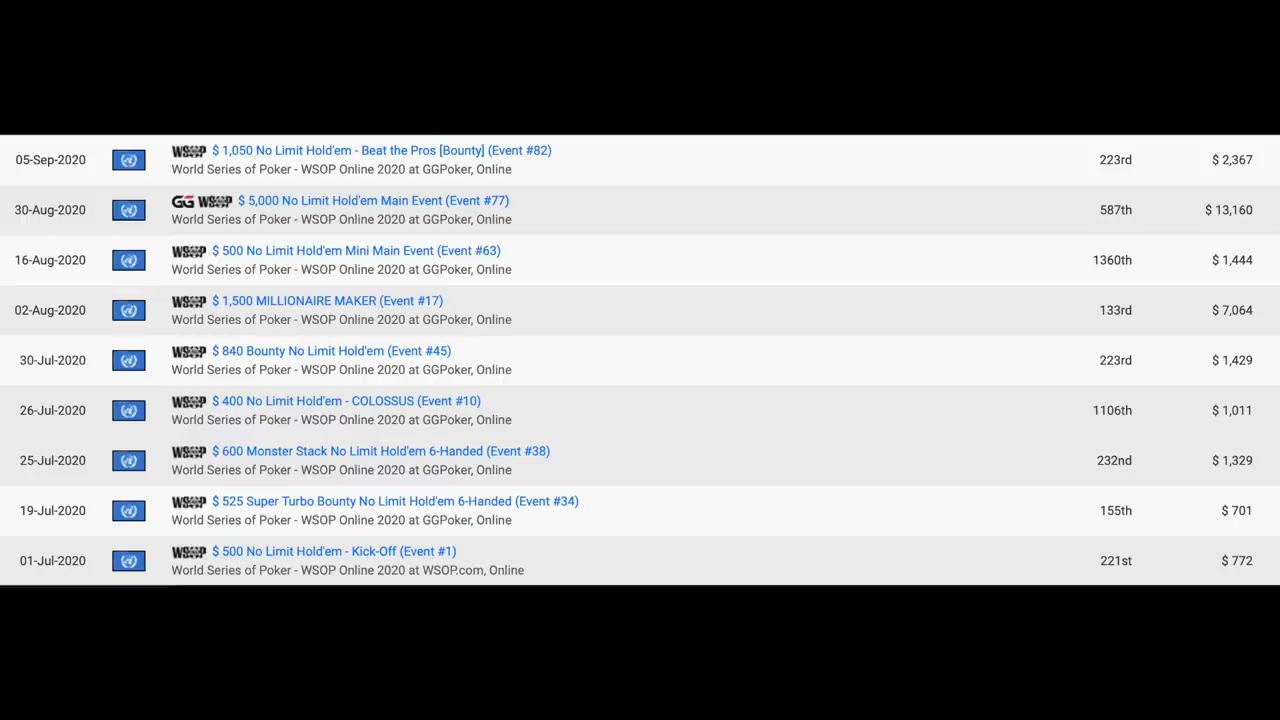 05-Sep-2020 WSOP $ 1,050 No Limit Hold'em - Beat the Pros [Bounty] (Event #82) 223rd $ 2,367
World Series of Poker - WSOP Online 2020 at GGPoker, Online
30-Aug-2020 GG WSOP $ 5,000 No Limit Hold'em Main Event (Event #77) 587th $ 13,160
World Series of Poker - WSOP Online 2020 at GGPoker, Online
16-Aug-2020 WSOP $ 500 No Limit Hold'em Mini Main Event (Event #63) 1360th $ 1,444
World Series of Poker - WSOP Online 2020 at GGPoker, Online
02-Aug-2020 WSOP $ 1,500 MILLIONAIRE MAKER (Event #17) 133rd $ 7,064
World Series of Poker - WSOP Online 2020 at GGPoker, Online
30-Jul-2020 WSOP $ 840 Bounty No Limit Hold'em (Event #45) 223rd $ 1,429
World Series of Poker - WSOP Online 2020 at GGPoker, Online
26-Jul-2020 WSOP $ 400 No Limit Hold'em - COLOSSUS (Event #10) 1106th $ 1,011
World Series of Poker - WSOP Online 2020 at GGPoker, Online
25-Jul-2020 WSOP $ 600 Monster Stack No Limit Hold'em 6-Handed (Event #38) 232nd $ 1,329
World Series of Poker - WSOP Online 2020 at GGPoker, Online
19-Jul-2020 WSOP $ 525 Super Turbo Bounty No Limit Hold'em 6-Handed (Event #34) 155th $ 701
World Series of Poker - WSOP Online 2020 at GGPoker, Online
01-Jul-2020 WSOP $ 500 No Limit Hold'em - Kick-Off (Event #1) 221st $ 772
World Series of Poker - WSOP Online 2020 at WSOP.com, Online